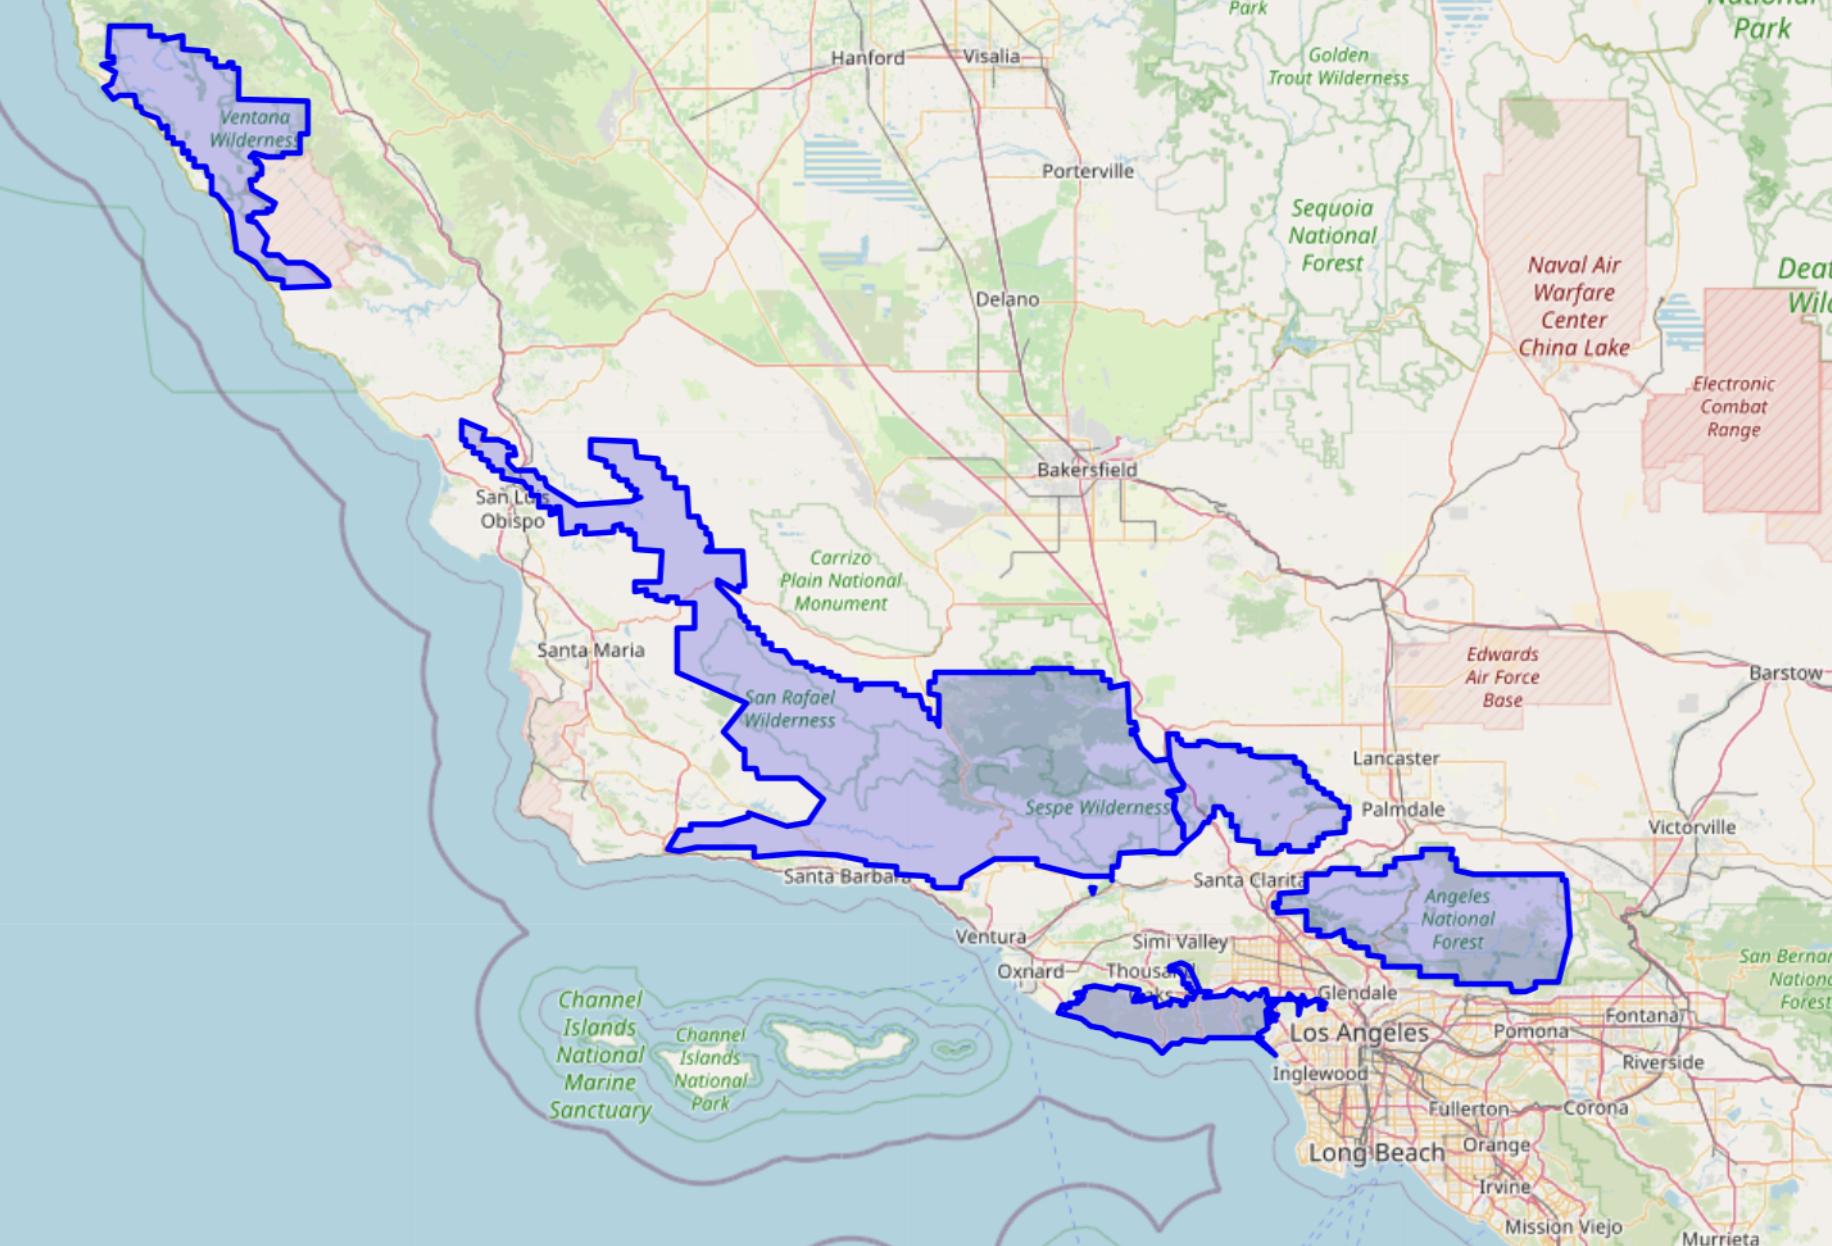 Park
National
Park
Hanford
Visalia
Golden
Trout Wilderness
Ventana
Wilderness
Porterville
Sequoia
National
Forest
Naval Air
Warfare
Center
China Lake
Deat
Wild
Delano
Electronic
Combat
Range
Bakersfield
San Luis
Obispo
Carrizo
Plain National
Monument
Santa Maria
Edwards
Air Force
Base
Barstow
San Rafael
Wilderness
Lancaster
Sespe Wilderness
Palmdale
Victorville
Santa Barbara
Santa Clarita
Angeles
National
Forest
Ventura
Simi Valley
San Bernar
Nationa
Forest
Oxnard
Thousand
Oaks
Glendale
Channel
Islands
National
Marine
Sanctuary
Channel
Islands
National
Park
Los Angeles
Pomona
Fontana
Riverside
Inglewood
Fullerton
Corona
Long Beach
Orange
Irvine
Mission Viejo
Murrieta